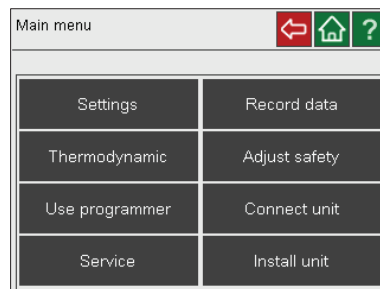 Main menu ?
Settings Record data
Thermodynamic Adjust safety
Use programmer Connect unit
Service Install unit